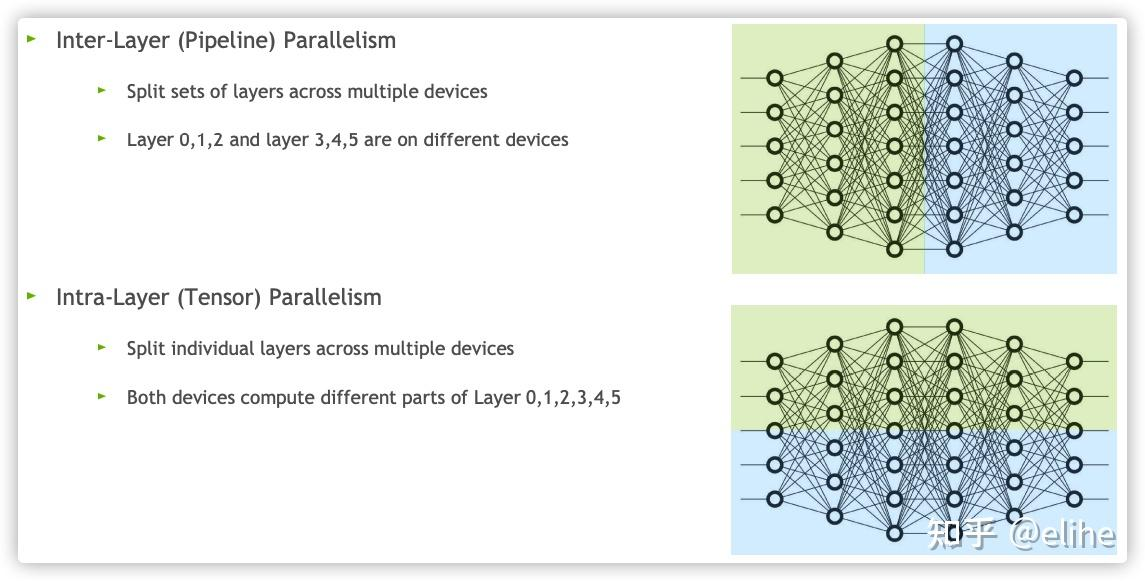 Inter-Layer (Pipeline) Parallelism
Split sets of layers across multiple devices
Layer 0,1,2 and layer 3,4,5 are on different devices
Intra-Layer (Tensor) Parallelism
Split individual layers across multiple devices
Both devices compute different parts of Layer 0,1,2,3,4,5
知乎 @elihe